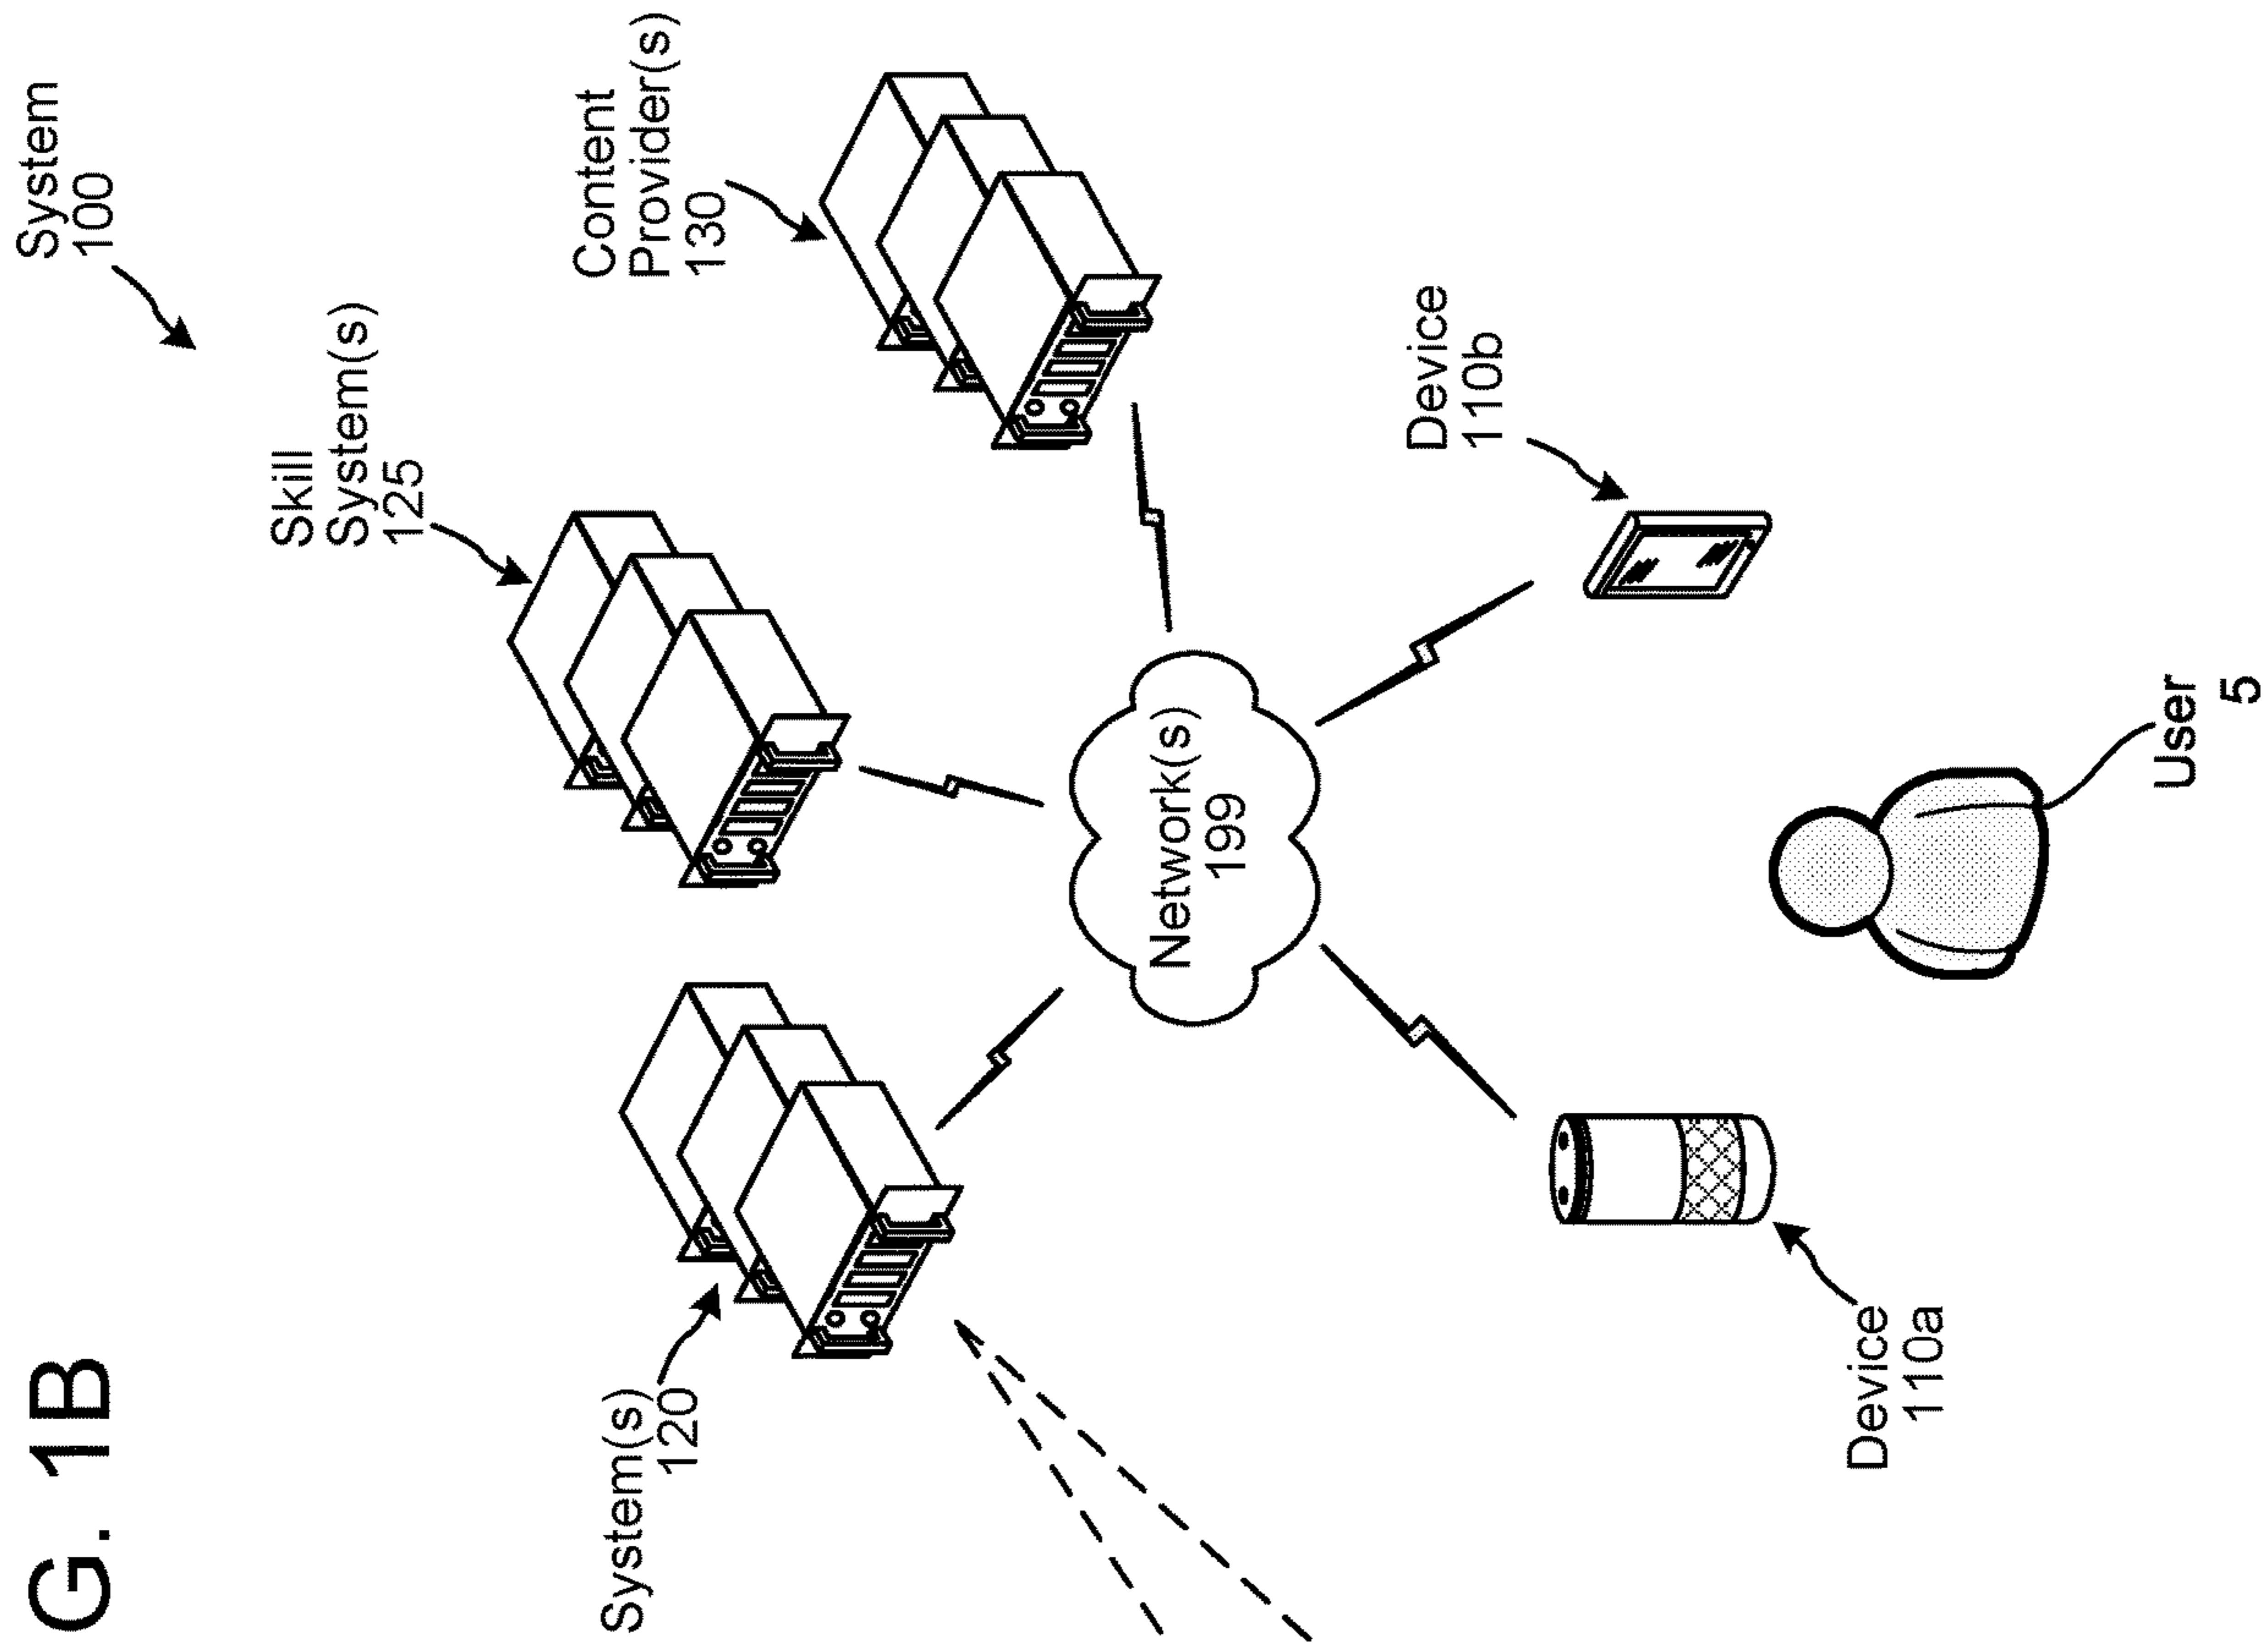 G. 1B
System
100
Skill
System(s)
125
Content
Provider(s)
130
System(s)
120
Network(s)
199
Device
110b
Device
110a
User
5